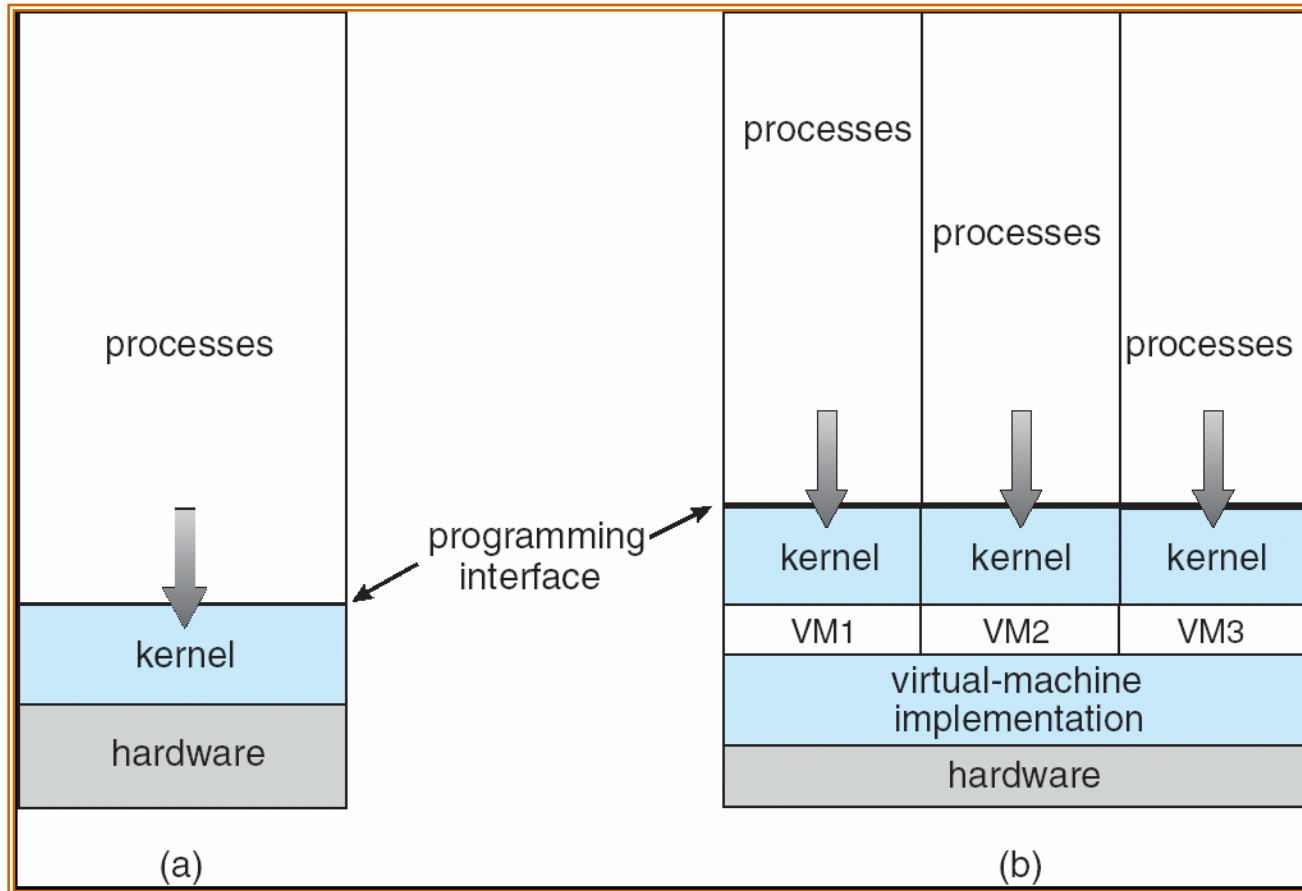 processes
kernel
hardware
(a)
programming
interface
processes
processes
processes
kernel
kernel
kernel
VM1
VM2
VM3
virtual-machine
implementation
hardware
(b)